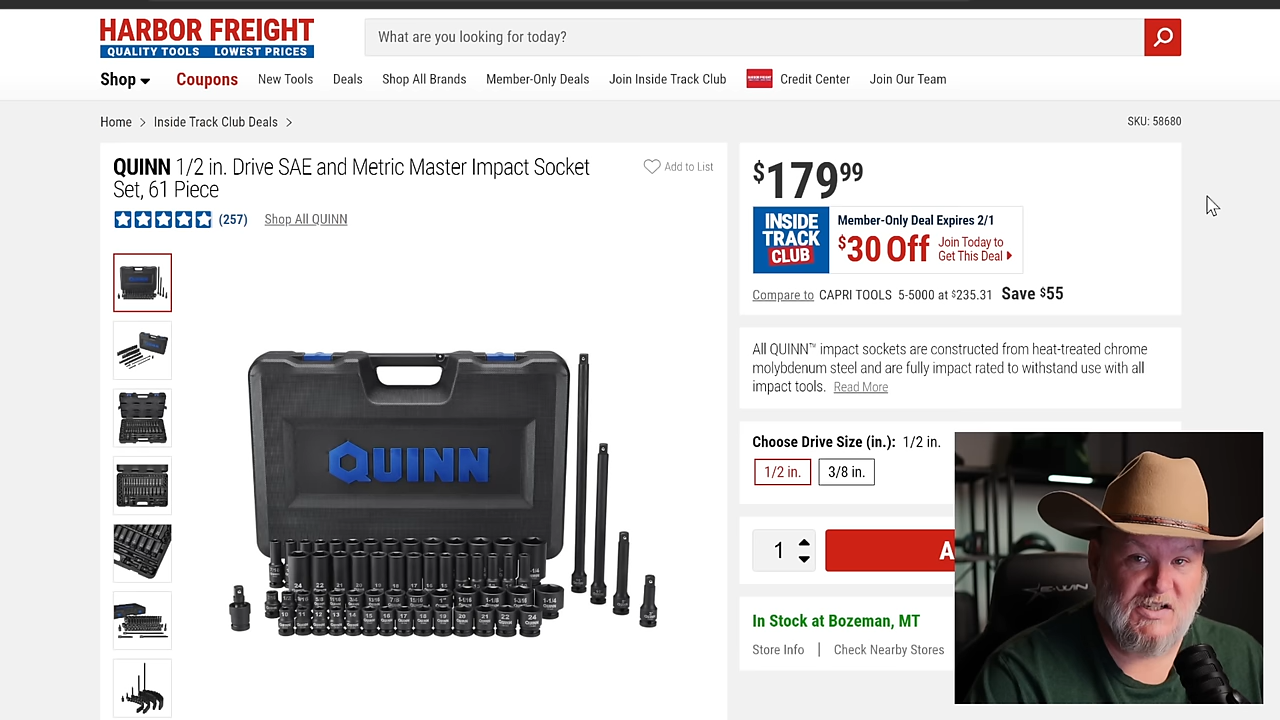 HARBOR FREIGHT
QUALITY TOOLS LOWEST PRICES
What are you looking for today?
Shop
Coupons
New Tools
Deals
Shop All Brands
Member-Only Deals
Join Inside Track Club
Credit Center
Join Our Team
Home > Inside Track Club Deals >
SKU: 58680
QUINN 1/2 in. Drive SAE and Metric Master Impact Socket
Set, 61 Piece
Add to List
(257)
Shop All QUINN
QUINN
$179.99
INSIDE
TRACK
CLUB
Member-Only Deal Expires 2/1
$30 Off
Join Today to
Get This Deal
Compare to CAPRI TOOLS 5-5000 at $235.31 Save $55
All QUINN™ impact sockets are constructed from heat-treated chrome
molybdenum steel and are fully impact rated to withstand use with all
impact tools. Read More
Choose Drive Size (in.): 1/2 in.
1/2 in.
3/8 in.
1
A
In Stock at Bozeman, MT
Store Info | Check Nearby Stores